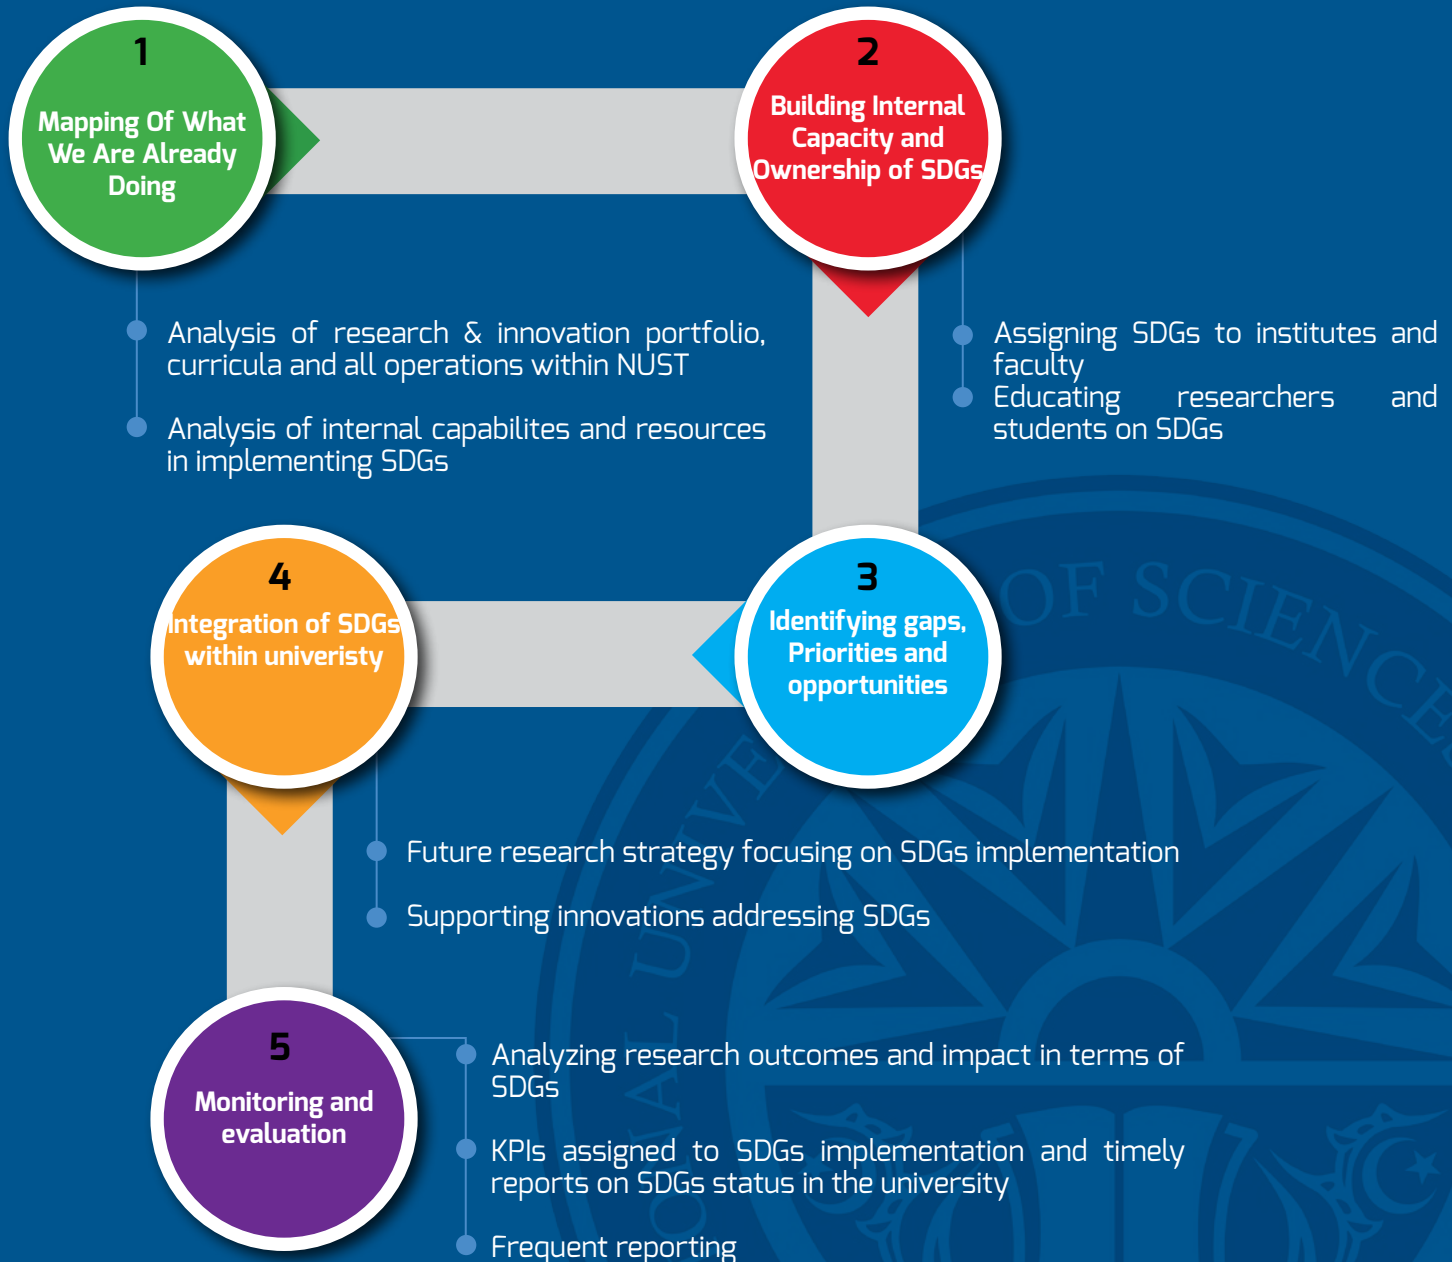 1
Mapping Of What
We Are Already
Doing
2
Building Internal
Capacity and
Ownership of SDGs
Analysis of research & innovation portfolio,
curricula and all operations within NUST
Analysis of internal capabilites and resources
in implementing SDGs
Assigning SDGs to institutes and
faculty
Educating researchers and
students on SDGs
3
Identifying gaps,
Priorities and
opportunities
4
Integration of SDGs
within univeristy
Future research strategy focusing on SDGs implementation
Supporting innovations addressing SDGs
5
Monitoring and
evaluation
Analyzing research outcomes and impact in terms of
SDGs
KPIs assigned to SDGs implementation and timely
reports on SDGs status in the university
Frequent reporting
OF SCIENCES